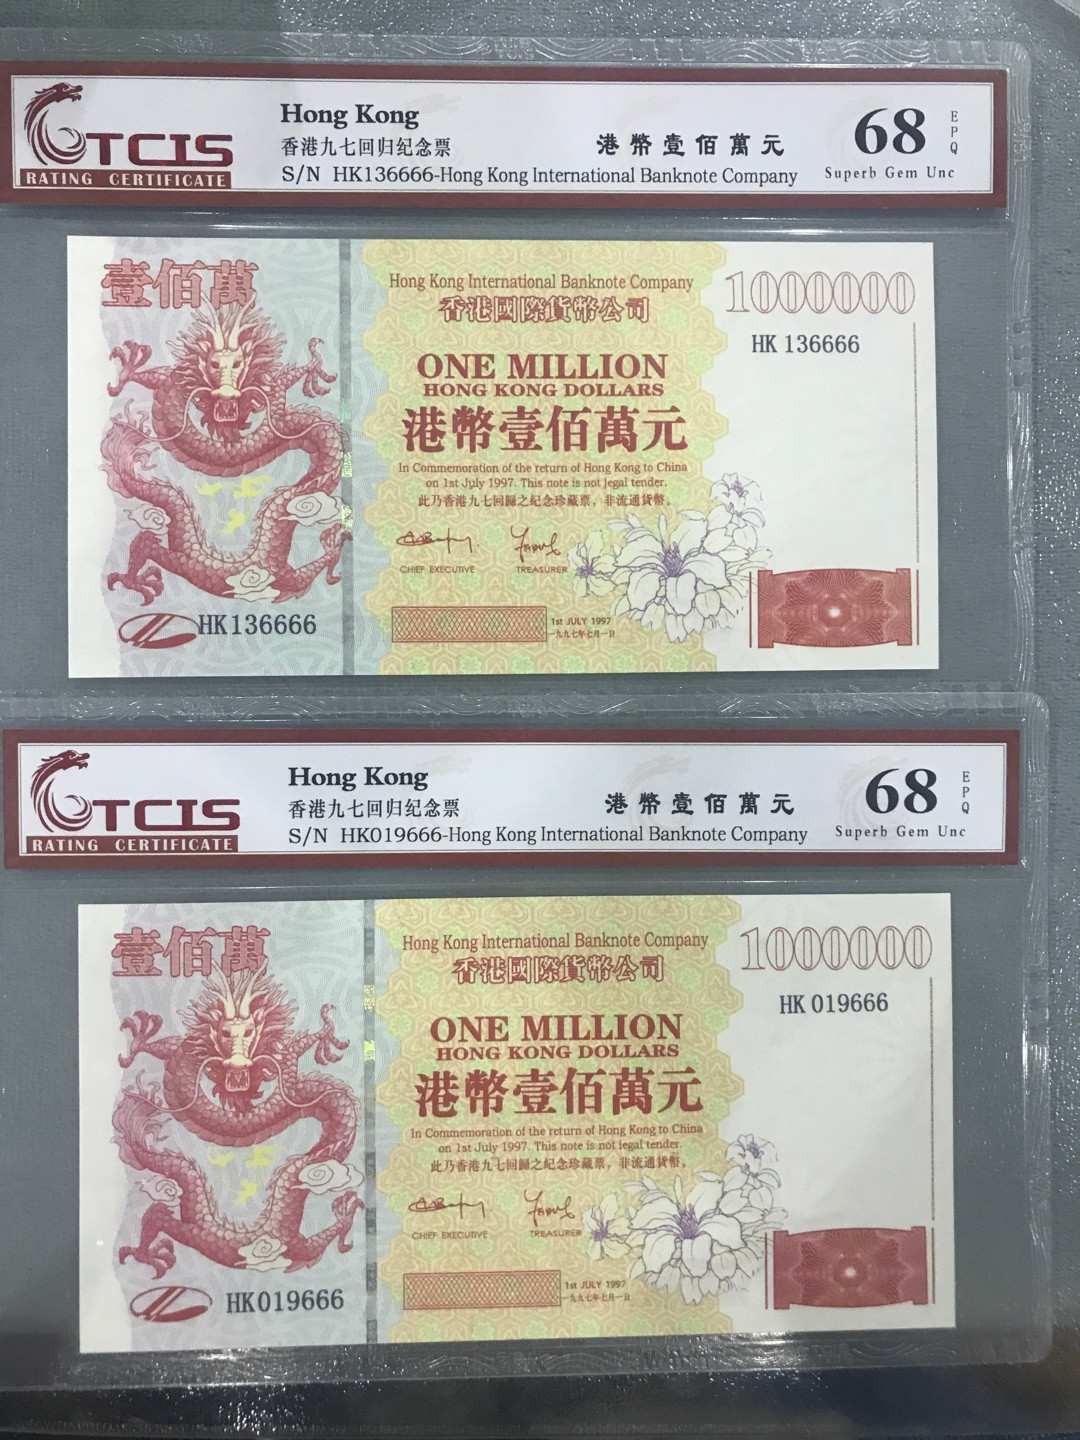 TCIS
RATING CERTIFICATE
Hong Kong
香港九七回归纪念票
港幣壹佰萬元
S/N HK136666-Hong Kong International Banknote Company
68
EPQ
Superb Gem Unc
壹佰萬
Hong Kong International Banknote Company
香港國際貨幣公司
1000000
HK 136666
ONE MILLION
HONG KONG DOLLARS
港幣壹佰萬元
In Commemoration of the return of Hong Kong to China
on 1st July 1997. This note is not legal tender.
此乃香港九七回歸之紀念珍藏票，非流通貨幣。
CHIEF EXECUTIVE
TREASURER
HK136666
1st JULY 1997
一九九七年七月一日
TCIS
RATING CERTIFICATE
Hong Kong
香港九七回归纪念票
港幣壹佰萬元
S/N HK019666-Hong Kong International Banknote Company
68
EPQ
Superb Gem Unc
壹佰萬
Hong Kong International Banknote Company
香港國際貨幣公司
1000000
HK 019666
ONE MILLION
HONG KONG DOLLARS
港幣壹佰萬元
In Commemoration of the return of Hong Kong to China
on 1st July 1997. This note is not legal tender.
此乃香港九七回歸之紀念珍藏票，非流通貨幣。
CHIEF EXECUTIVE
TREASURER
HK019666
1st JULY 1997
一九九七年七月一日